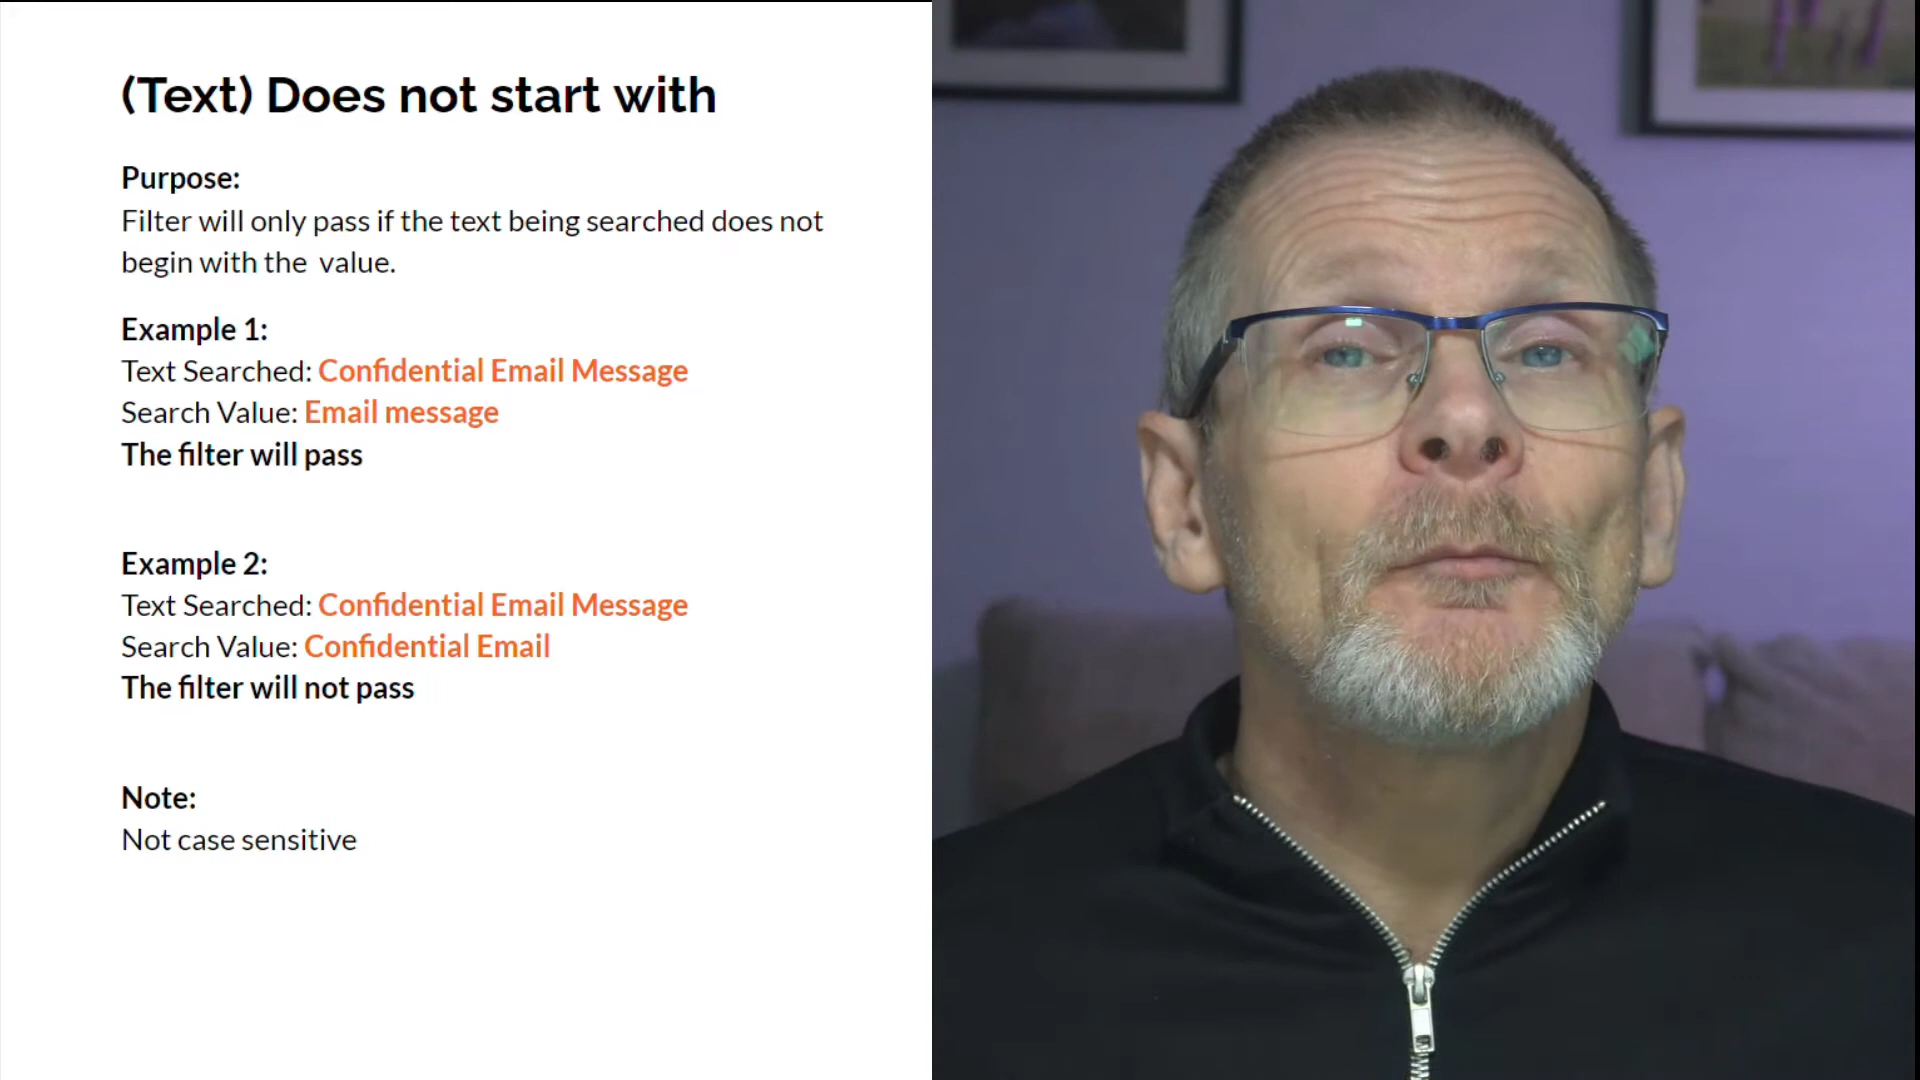 (Text) Does not start with
Purpose:
Filter will only pass if the text being searched does not
begin with the  value.
Example 1:
Text Searched: Confidential Email Message
Search Value: Email message
The filter will pass
Example 2:
Text Searched: Confidential Email Message
Search Value: Confidential Email
The filter will not pass
Note:
Not case sensitive